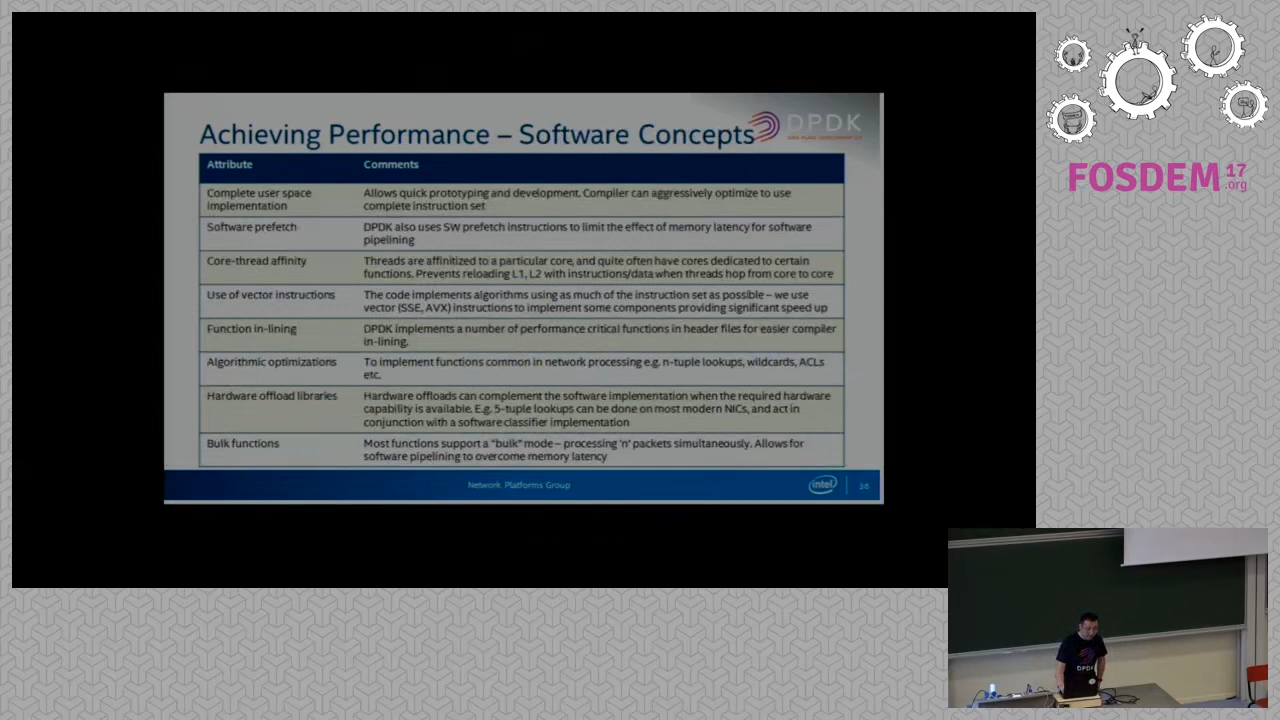 Achieving Performance – Software Concepts
DPDK
Attribute Comments
Complete user space implementation
Allows quick prototyping and development. Compiler can aggressively optimize to use
complete instruction set
Software prefetch
DPDK also uses SW prefetch instructions to limit the effect of memory latency for software
pipelining
Core-thread affinity
Threads are affinitized to a particular core, and quite often have cores dedicated to certain
functions. Prevents reloading L1, L2 with instructions/data when threads hop from core to core
Use of vector instructions
The code implements algorithms using as much of the instruction set as possible – we use
vector (SSE, AVX) instructions to implement some components providing significant speed up
Function in-lining
DPDK implements a number of performance critical functions in header files for easier compiler
in-lining.
Algorithmic optimizations
To implement functions common in network processing e.g. n-tuple lookups, wildcards, ACLs
etc.
Hardware offload libraries
Hardware offloads can complement the software implementation when the required hardware
capability is available. E.g. 5-tuple lookups can be done on most modern NICs, and act in
conjunction with a software classifier implementation
Bulk functions
Most functions support a "bulk" mode – processing 'n' packets simultaneously. Allows for
software pipelining to overcome memory latency
Network Platforms Group
intel
FOSDEM 17
.org
DPDK